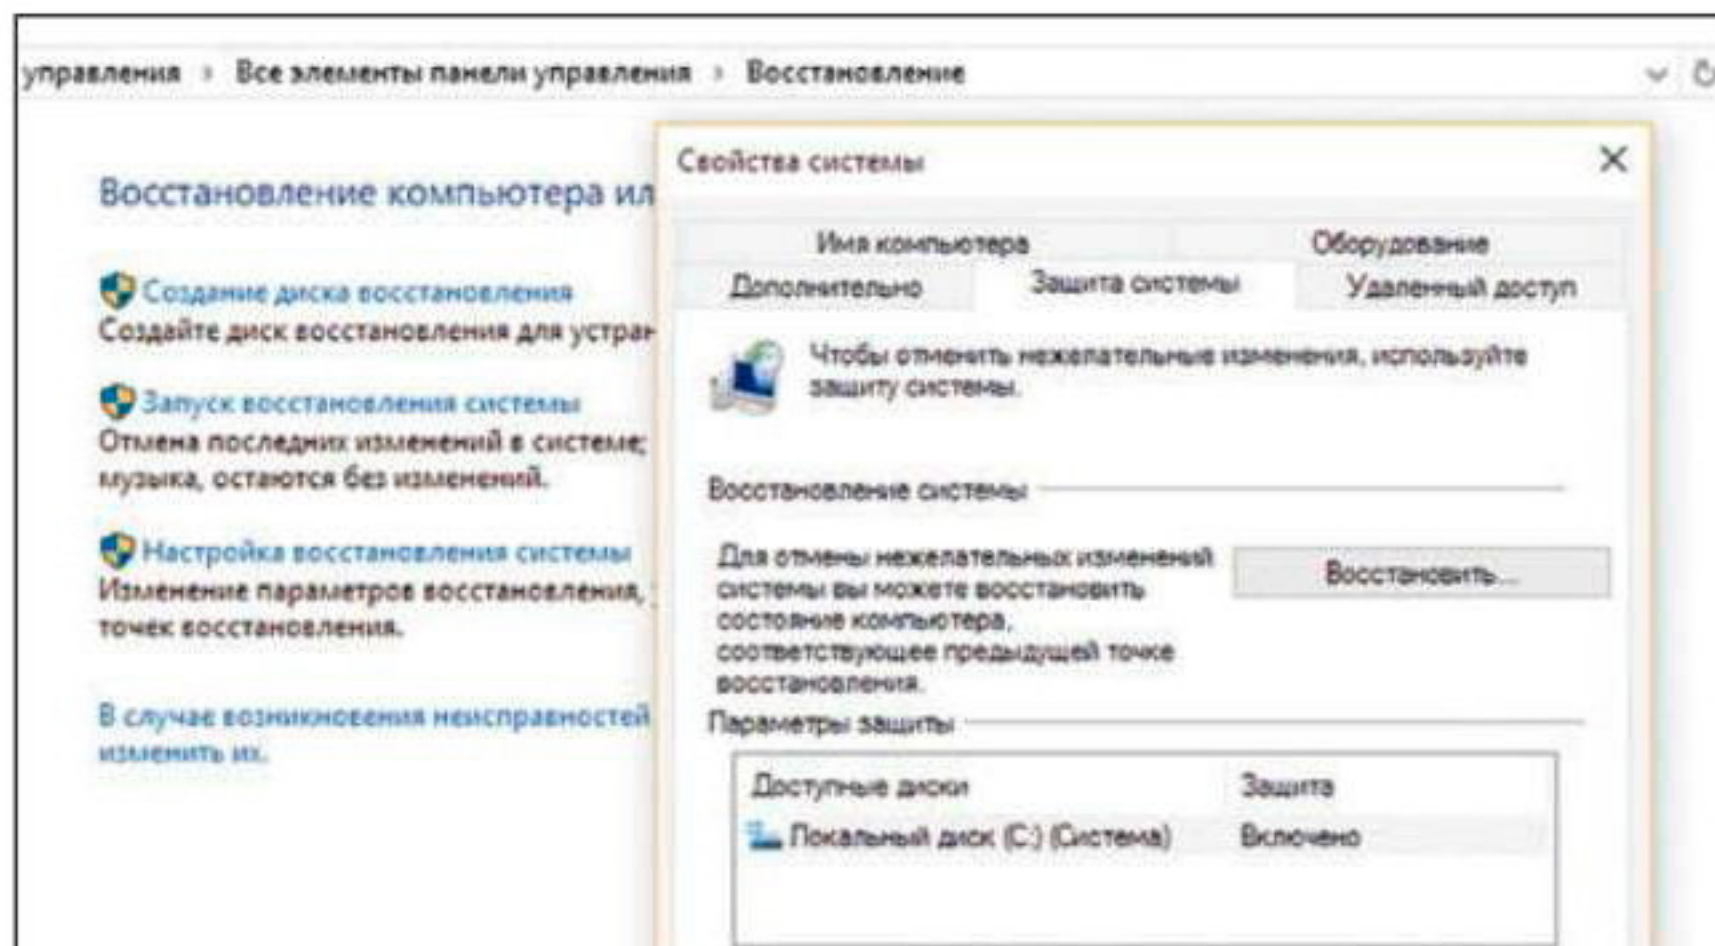 управления › Все элементы панели управления › Восстановление
Восстановление компьютера ил
Создание диска восстановления
Создайте диск восстановления для устран
Запуск восстановления системы
Отмена последних изменений в системе;
музыка, остаются без изменений.
Настройка восстановления системы
Изменение параметров восстановления,
точек восстановления.
В случае возникновения неисправностей
изменить их.
Свойства системы
Имя компьютера
Оборудование
Дополнительно
Защита системы
Удаленный доступ
Чтобы отменить нежелательные изменения, используйте
защиту системы.
Восстановление системы
Для отмены нежелательных изменений
системы вы можете восстановить
состояние компьютера,
соответствующее предыдущей точке
восстановления.
Восстановить...
Параметры защиты
Доступные диски
Защита
Локальный диск (C:) (Система)
Включено